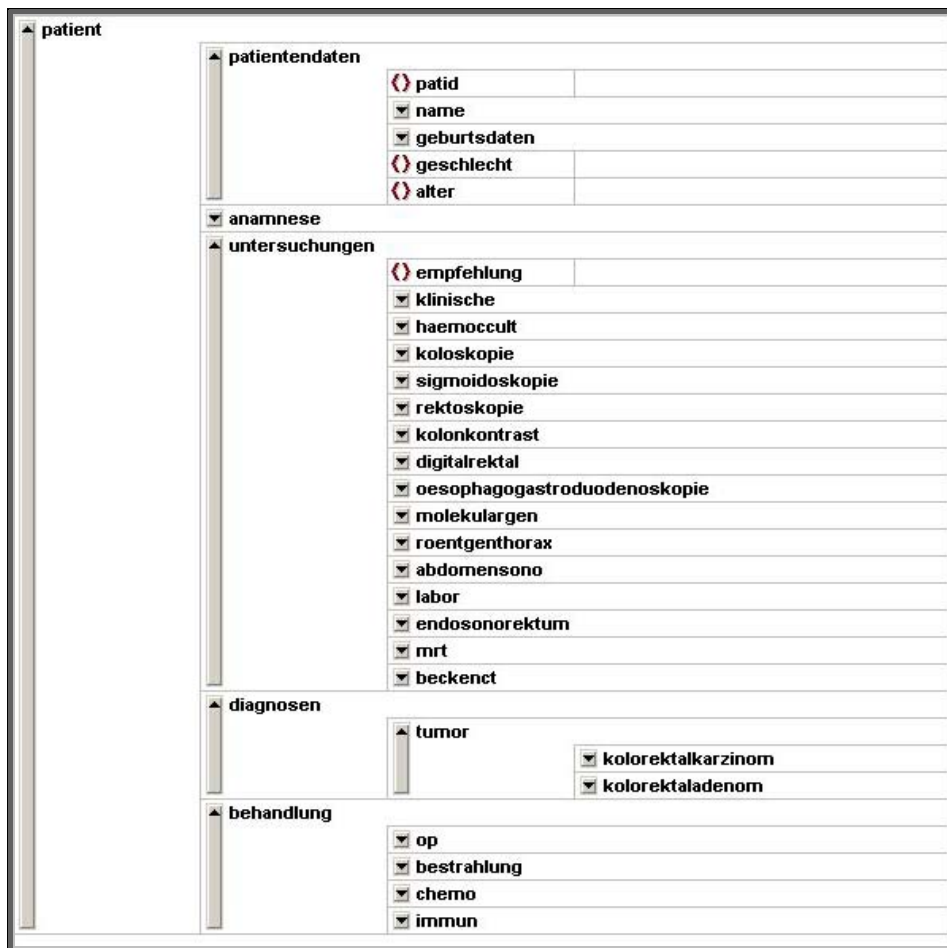 patient
patientendaten
patid
name
geburtsdaten
geschlecht
alter
anamnese
untersuchungen
empfehlung
klinische
haemoccult
koloskopie
sigmoidoskopie
rektoskopie
kolonkontrast
digitalrektal
oesophagogastroduodenoskopie
molekulargen
roentgenthorax
abdomensono
labor
endosonorektum
mrt
beckenct
diagnosen
tumor
kolorektalkarzinom
kolorektaladenom
behandlung
op
bestrahlung
chemo
immun